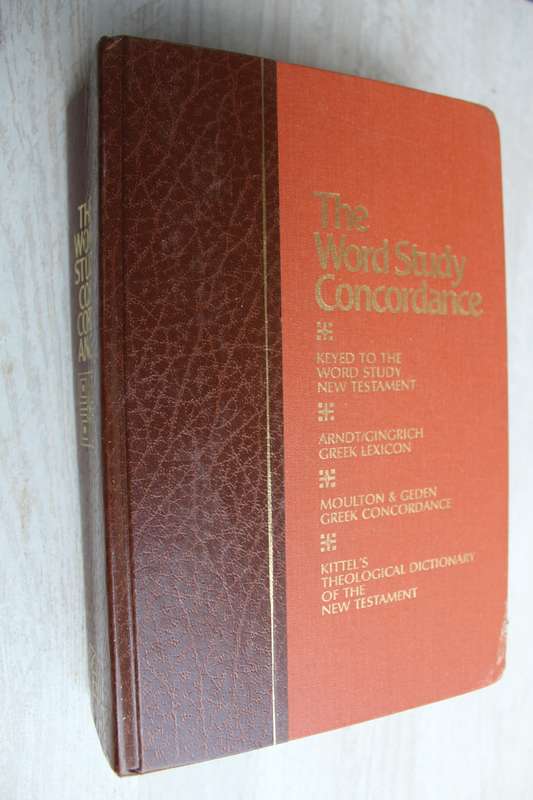 The
Word Study
Concordance
KEYED TO THE
WORD STUDY
NEW TESTAMENT
ARNDT/GINGRICH
GREEK LEXICON
MOULTON & GEDEN
GREEK CONCORDANCE
KITTEL'S
THEOLOGICAL DICTIONARY
OF THE
NEW TESTAMENT